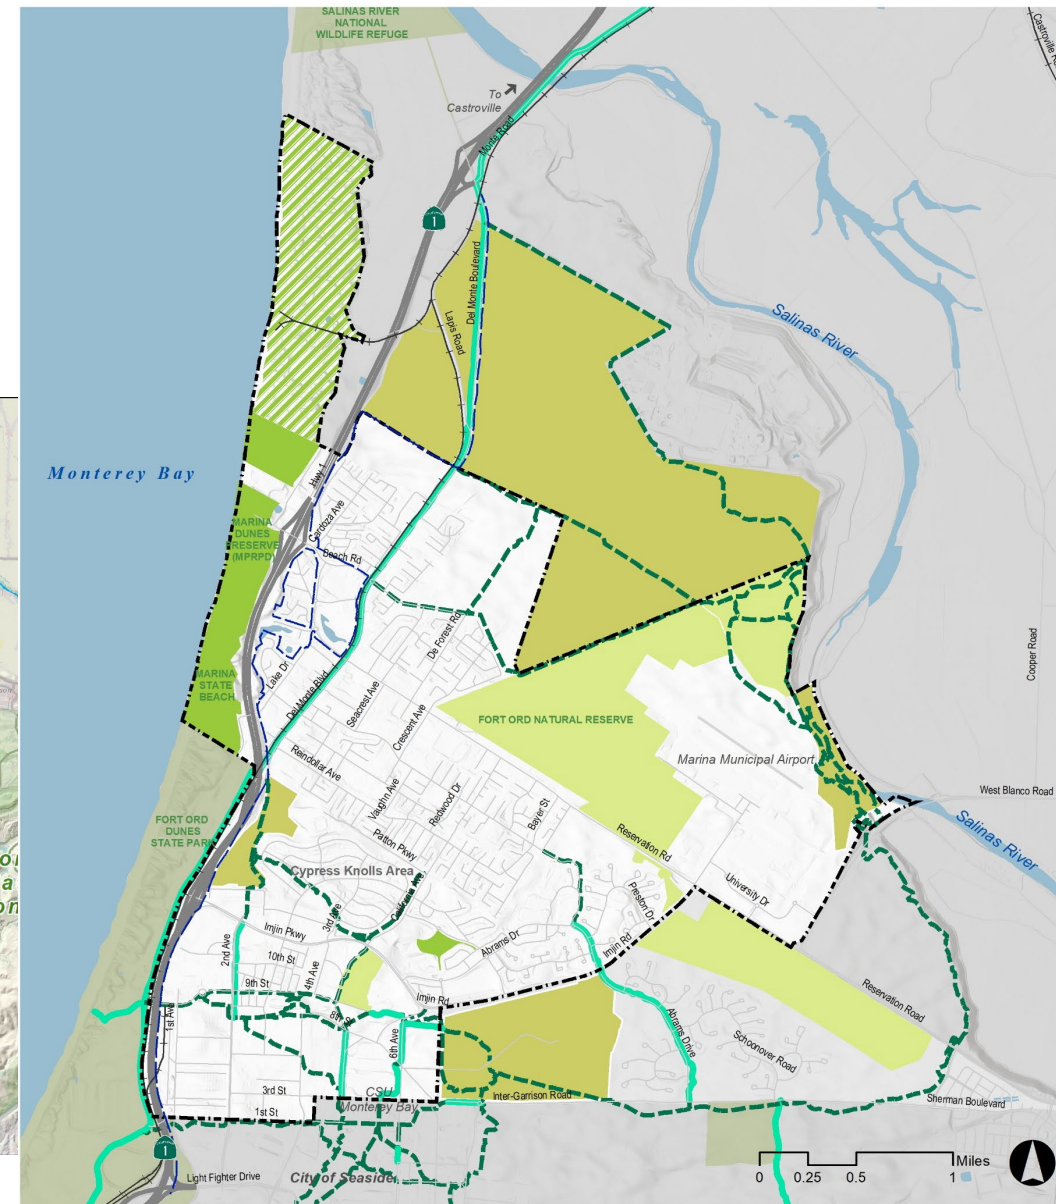 SALINAS RIVER
NATIONAL
WILDLIFE REFUGE
To
Castroville
Monte Road
1
Del Monte Boulevard
Lapis Road
Salinas River
Monterey Bay
Hwy 1
Cardoza Ave
MARINA
DUNES
PRESERVE
(MPRPD)
Beach Rd
De Forest Rd
Cooper Road
Lake Dr
MARINA
STATE
BEACH
Del Monte Blvd
Seacrest Ave
Crescent Ave
FORT ORD NATURAL RESERVE
Marina Municipal Airport
Reindollar Ave
Vaughn Ave
Redwood Dr
Bayer St
West Blanco Road
Salinas River
FORT ORD
DUNES
STATE PARK
Patton Pkwy
Reservation Rd
Cypress Knolls Area
University Dr
Preston Dr
California Ave
3rd Ave
Imjin Pkwy
2nd Ave
Abrams Dr
Imjin Rd
10th St
4th Ave
9th St
Imjin Rd
Reservation Road
1st Ave
8th St
6th Ave
Abrams Drive
Schoonover Road
3rd St
CSU
Monterey Bay
Inter-Garrison Road
Sherman Boulevard
1st St
1
Light Fighter Drive
City of Seaside
0 0.25 0.5 1 Miles